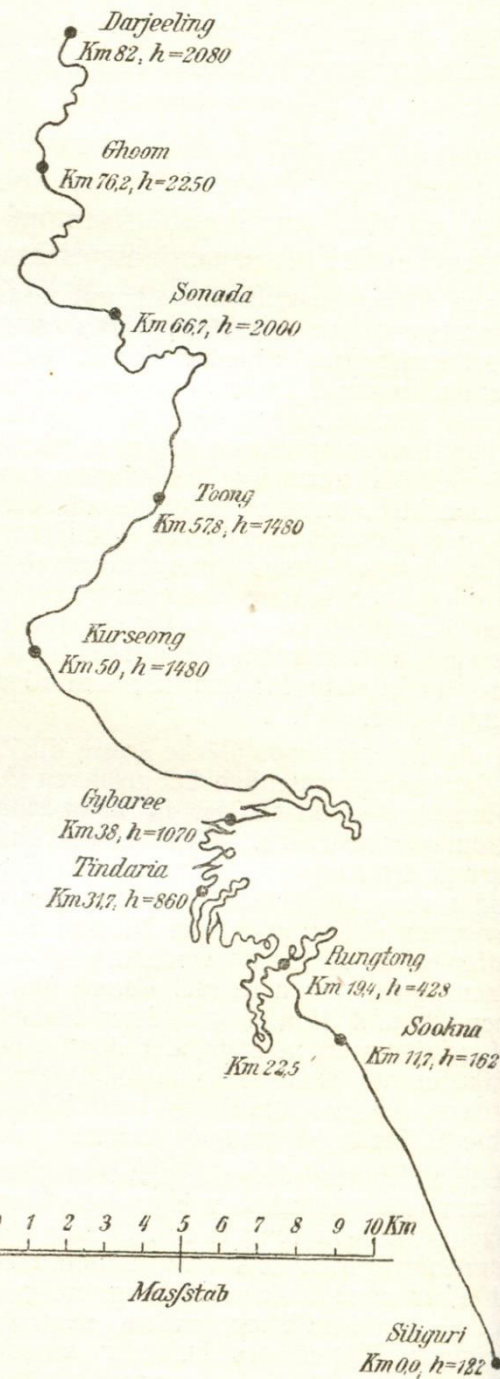 Darjeeling
Km 82, h=2080
Ghoom
Km 76,2, h=2250
Sonada
Km 66,7, h=2000
Toong
Km 57,8, h=1480
Kurseong
Km 50, h=1480
Gybaree
Km 38, h=1070
Tindaria
Km 31,7, h=860
Rungtong
Km 19,4, h=428
Sookna
Km 11,7, h=162
Km 22,5
1 2 3 4 5 6 7 8 9 10 Km
Masſstab
Siliguri
Km 0,0, h=122